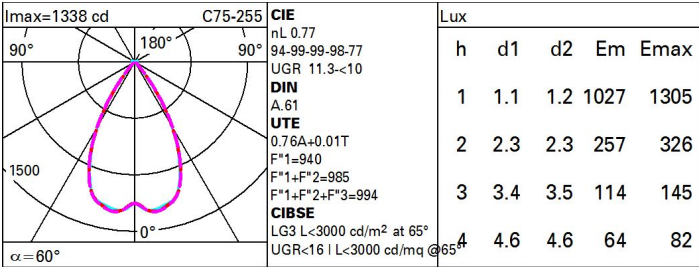 Imax=1338 cd C75-255
90° 180° 90°
1500
0°
α=60°
CIE
nL 0.77
94-99-99-98-77
UGR 11.3-<10
DIN
A.61
UTE
0.76A+0.01T
F"1=940
F"1+F"2=985
F"1+F"2+F"3=994
CIBSE
LG3 L<3000 cd/m² at 65°
UGR<16 | L<3000 cd/mq @65°
Lux
h d1 d2 Em Emax
1 1.1 1.2 1027 1305
2 2.3 2.3 257 326
3 3.4 3.5 114 145
4 4.6 4.6 64 82